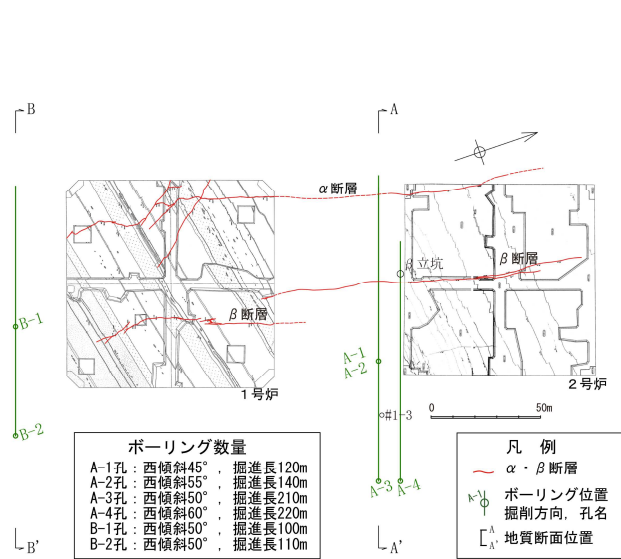 B
A
α断層
β立坑
β断層
B-1
β断層
A-1
A-2
1号炉
2号炉
#1-3
0
50m
B-2
A-3
A-4
ボーリング数量
A-1孔：西傾斜45°，掘進長120m
A-2孔：西傾斜55°，掘進長140m
A-3孔：西傾斜50°，掘進長210m
A-4孔：西傾斜60°，掘進長220m
B-1孔：西傾斜50°，掘進長100m
B-2孔：西傾斜50°，掘進長110m
凡 例
α・β断層
A-1
ボーリング位置
掘削方向，孔名
A
A'
地質断面位置
B'
A'